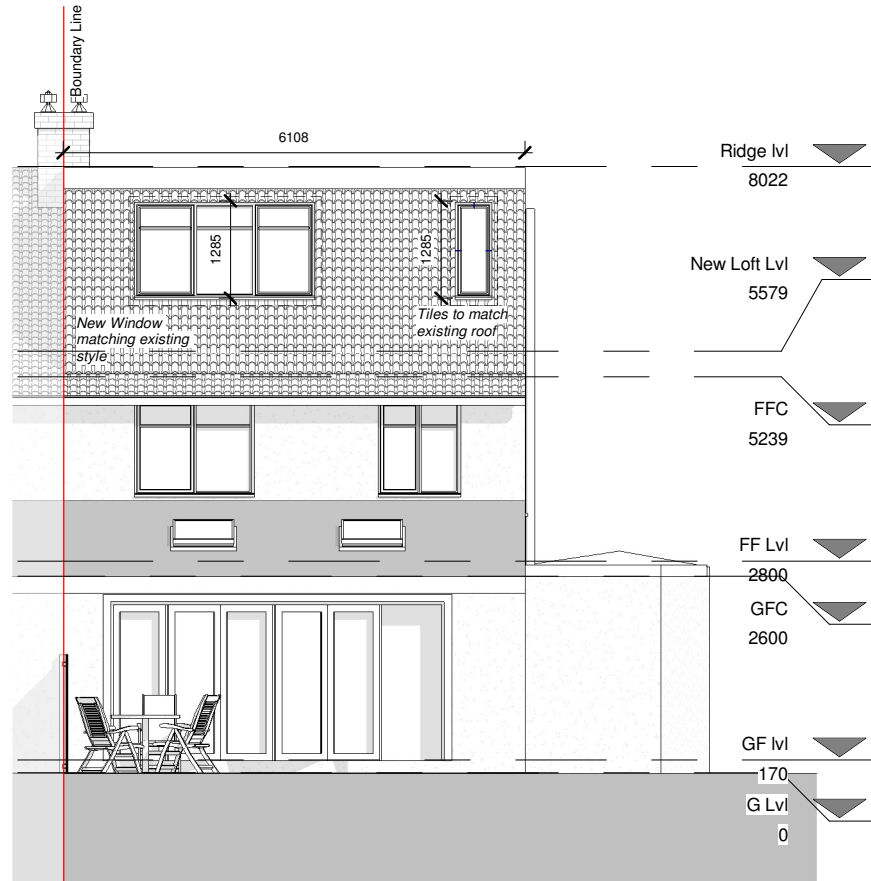 Boundary Line
6108
Ridge lvl
8022
1285
1285
New Loft Lvl
5579
New Window
matching existing
style
Tiles to match
existing roof
FFC
5239
FF Lvl
2800
GFC
2600
GF lvl
170
G Lvl
0